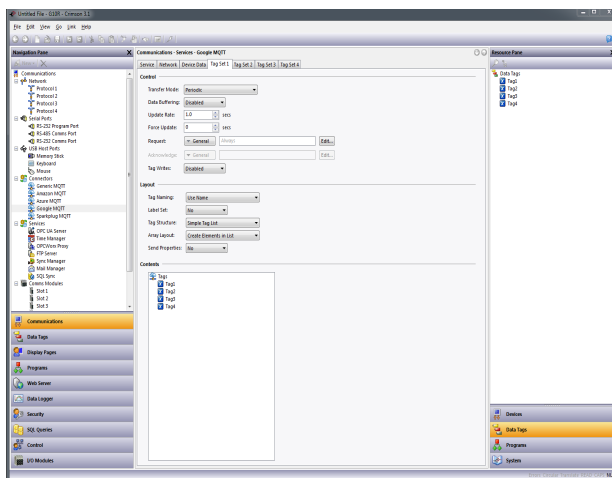 Untitled File - G10R - Crimson 3.1
File Edit View Go Link Help
Navigation Pane
Communications
Network
Protocol 1
Protocol 2
Protocol 3
Protocol 4
Serial Ports
RS-232 Program Port
RS-485 Comms Port
RS-232 Comms Port
USB Host Ports
Memory Stick
Keyboard
Mouse
Connectors
Generic MQTT
Amazon MQTT
Azure MQTT
Google MQTT
Sparkplug MQTT
Services
OPC UA Server
Time Manager
OPCWorx Proxy
FTP Server
Sync Manager
Mail Manager
SQL Sync
Comms Modules
Slot 1
Slot 2
Slot 3
Communications
Data Tags
Display Pages
Programs
Web Server
Data Logger
Security
SQL Queries
Control
I/O Modules
Communications - Services - Google MQTT
Service Network Device Data Tag Set 1 Tag Set 2 Tag Set 3 Tag Set 4
Control
Transfer Mode: Periodic
Data Buffering: Disabled
Update Rate: 1.0 secs
Force Update: 0 secs
Request: General Always Edit...
Acknowledge: General Edit...
Tag Writes: Disabled
Layout
Tag Naming: Use Name
Label Set: No
Tag Structure: Simple Tag List
Array Layout: Create Elements in List
Send Properties: No
Contents
Tags
Tag1
Tag2
Tag3
Tag4
Resource Pane
Data Tags
Tag1
Tag2
Tag3
Tag4
Devices
Data Tags
Programs
System